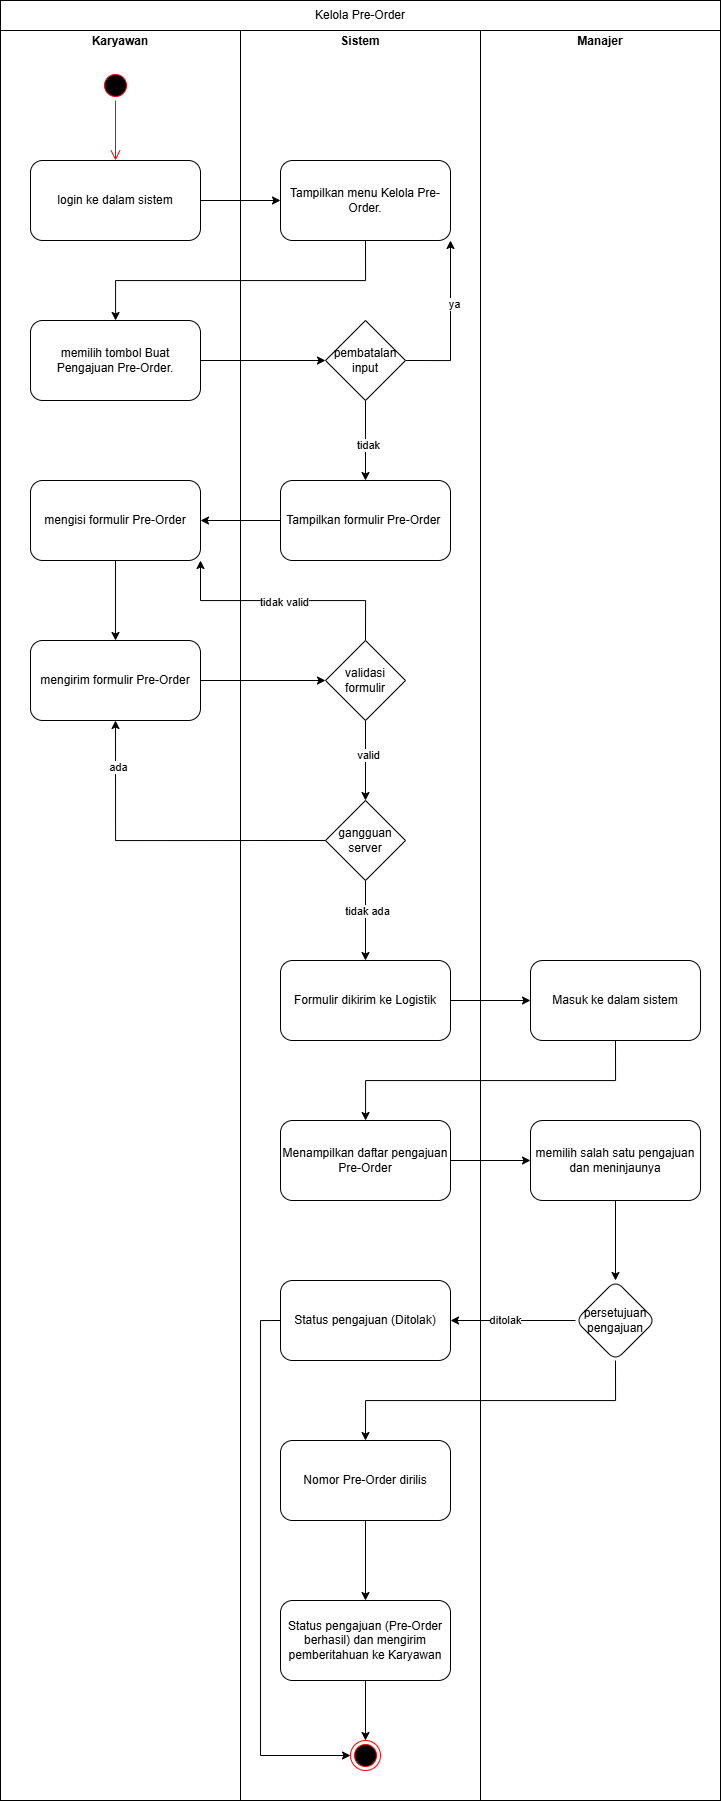 Kelola Pre-Order
Karyawan
Sistem
Manajer
login ke dalam sistem
Tampilkan menu Kelola Pre-
Order.
ya
memilih tombol Buat
Pengajuan Pre-Order.
pembatalan
input
tidak
mengisi formulir Pre-Order
Tampilkan formulir Pre-Order
tidak valid
mengirim formulir Pre-Order
validasi
formulir
valid
ada
gangguan
server
tidak ada
Formulir dikirim ke Logistik
Masuk ke dalam sistem
Menampilkan daftar pengajuan
Pre-Order
memilih salah satu pengajuan
dan meninjaunya
Status pengajuan (Ditolak)
ditolak
persetujuan
pengajuan
Nomor Pre-Order dirilis
Status pengajuan (Pre-Order
berhasil) dan mengirim
pemberitahuan ke Karyawan